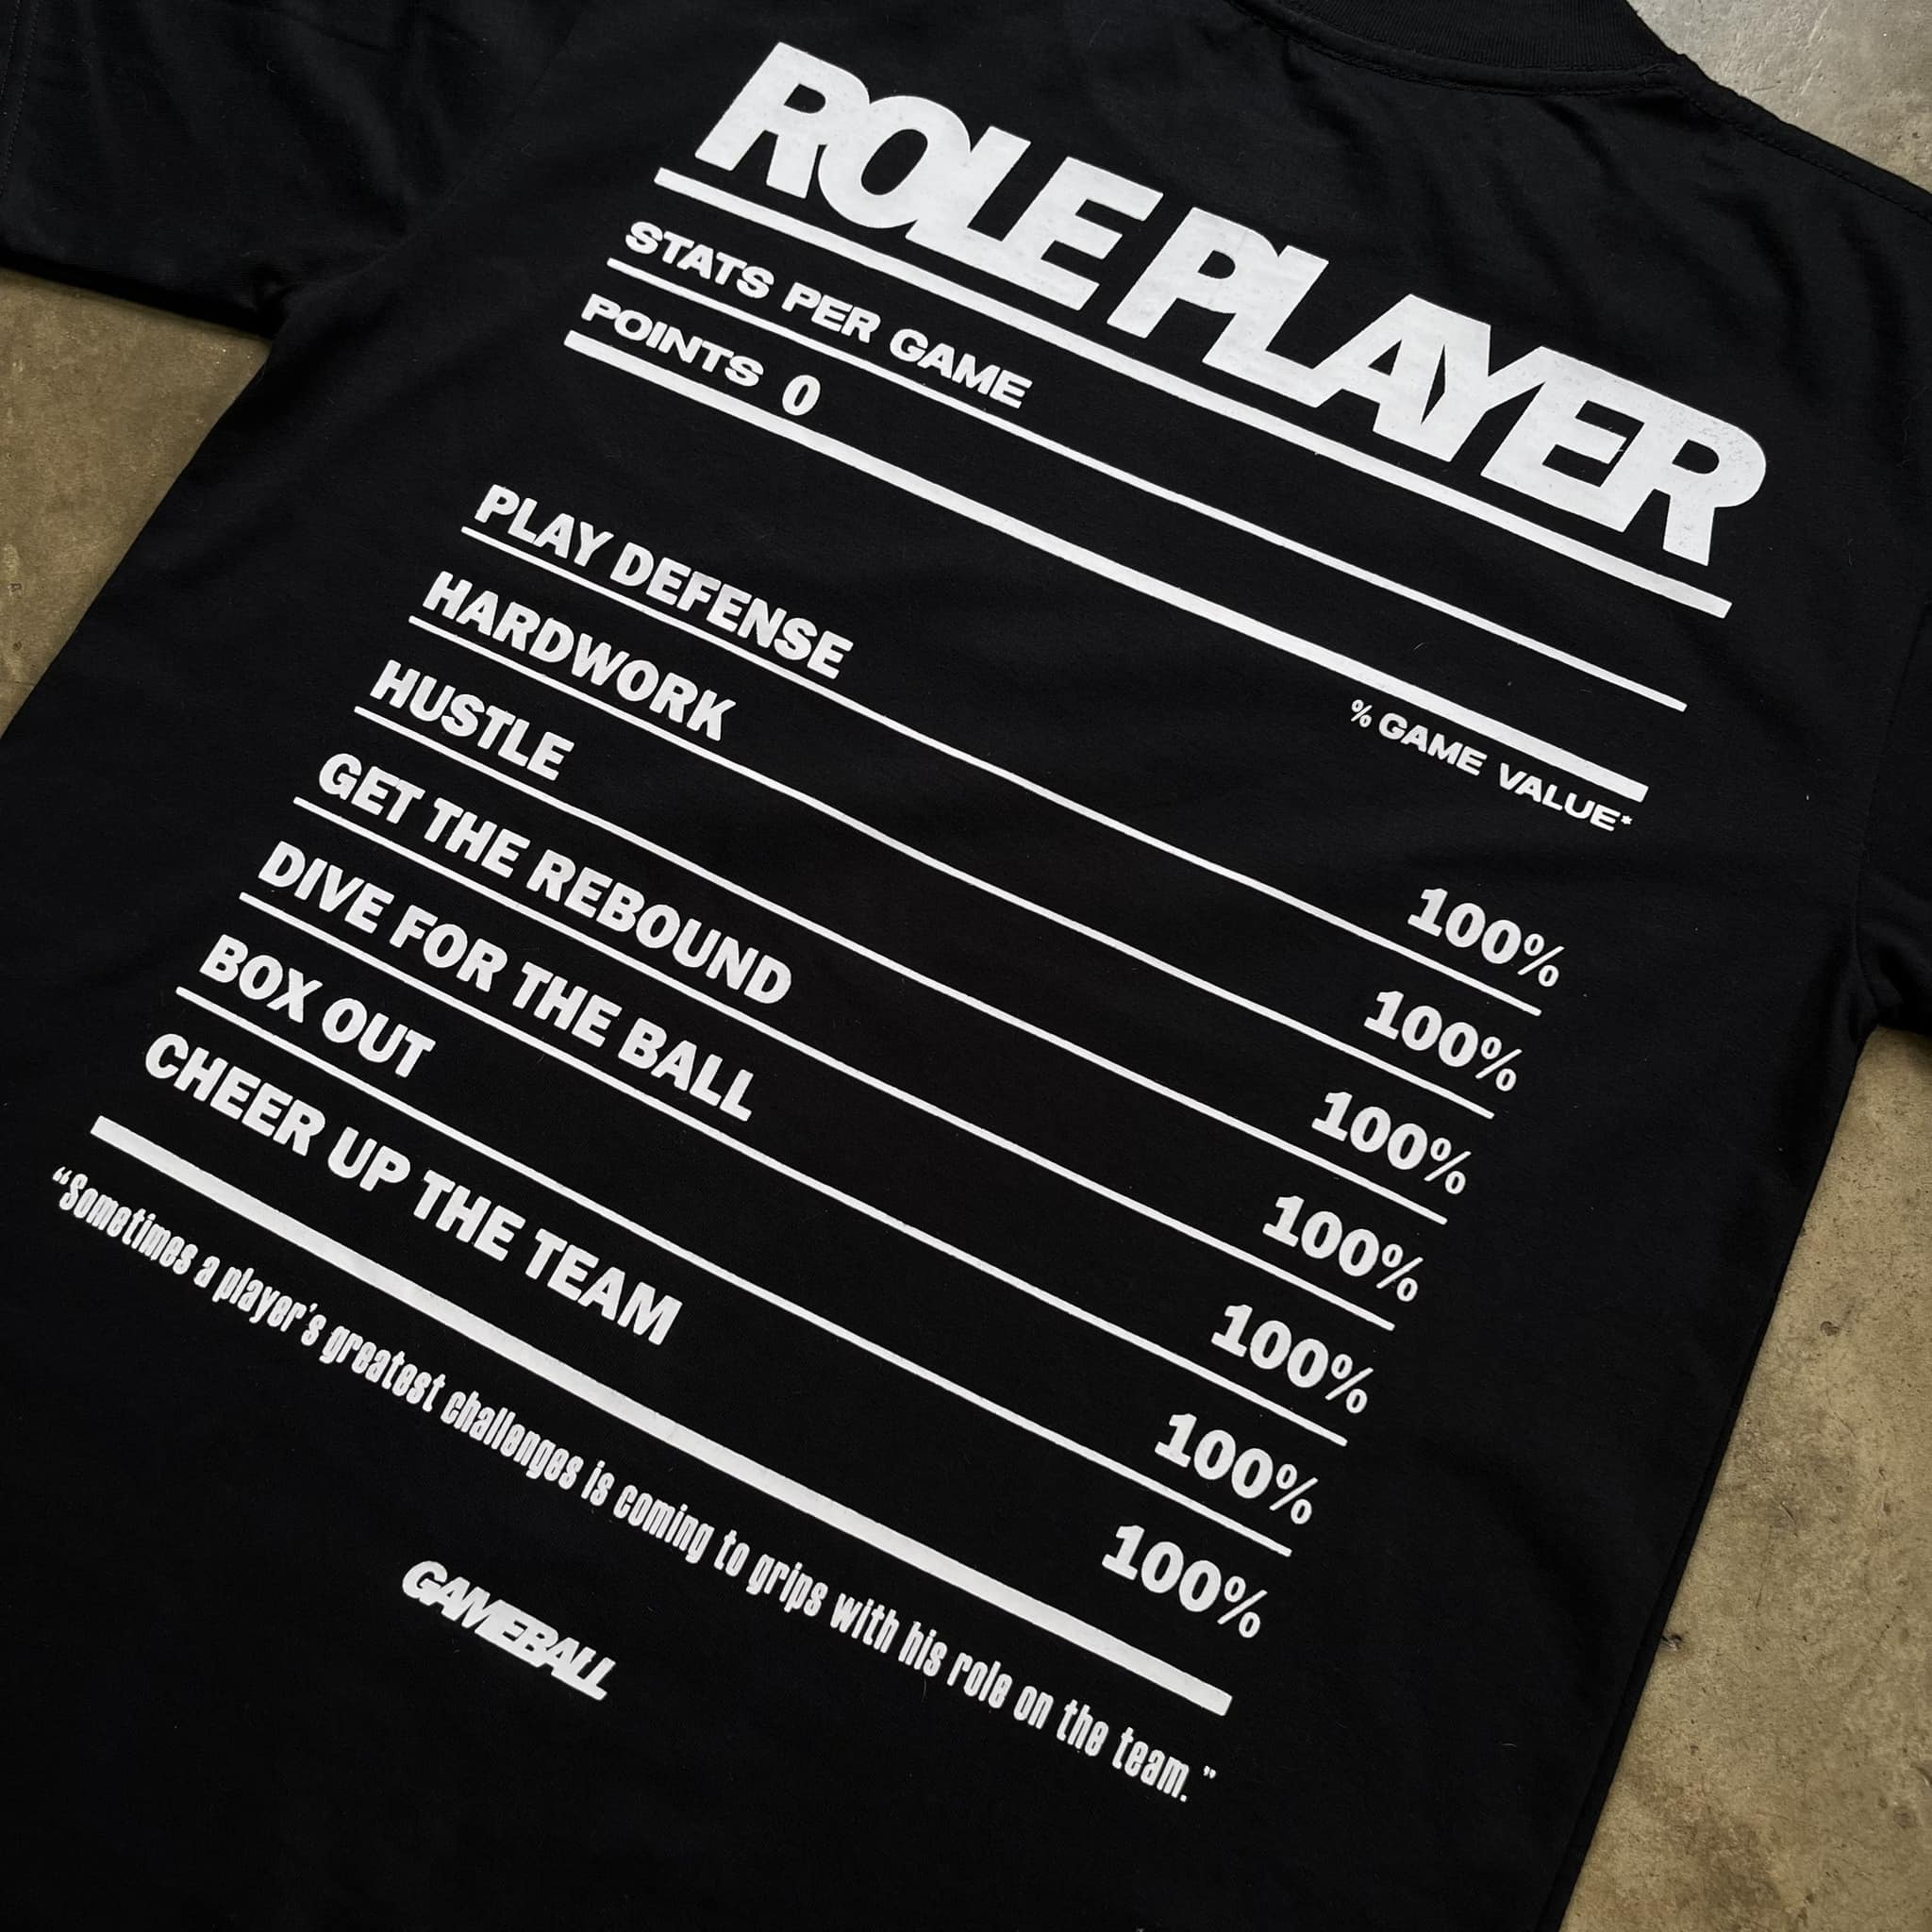 ROLE PLAYER
STATS PER GAME
POINTS 0
% GAME VALUE*
PLAY DEFENSE 100%
HARDWORK 100%
HUSTLE 100%
GET THE REBOUND 100%
DIVE FOR THE BALL 100%
BOX OUT 100%
CHEER UP THE TEAM 100%
“Sometimes a player's greatest challenges is coming to grips with his role on the team.”
GAMEBALL